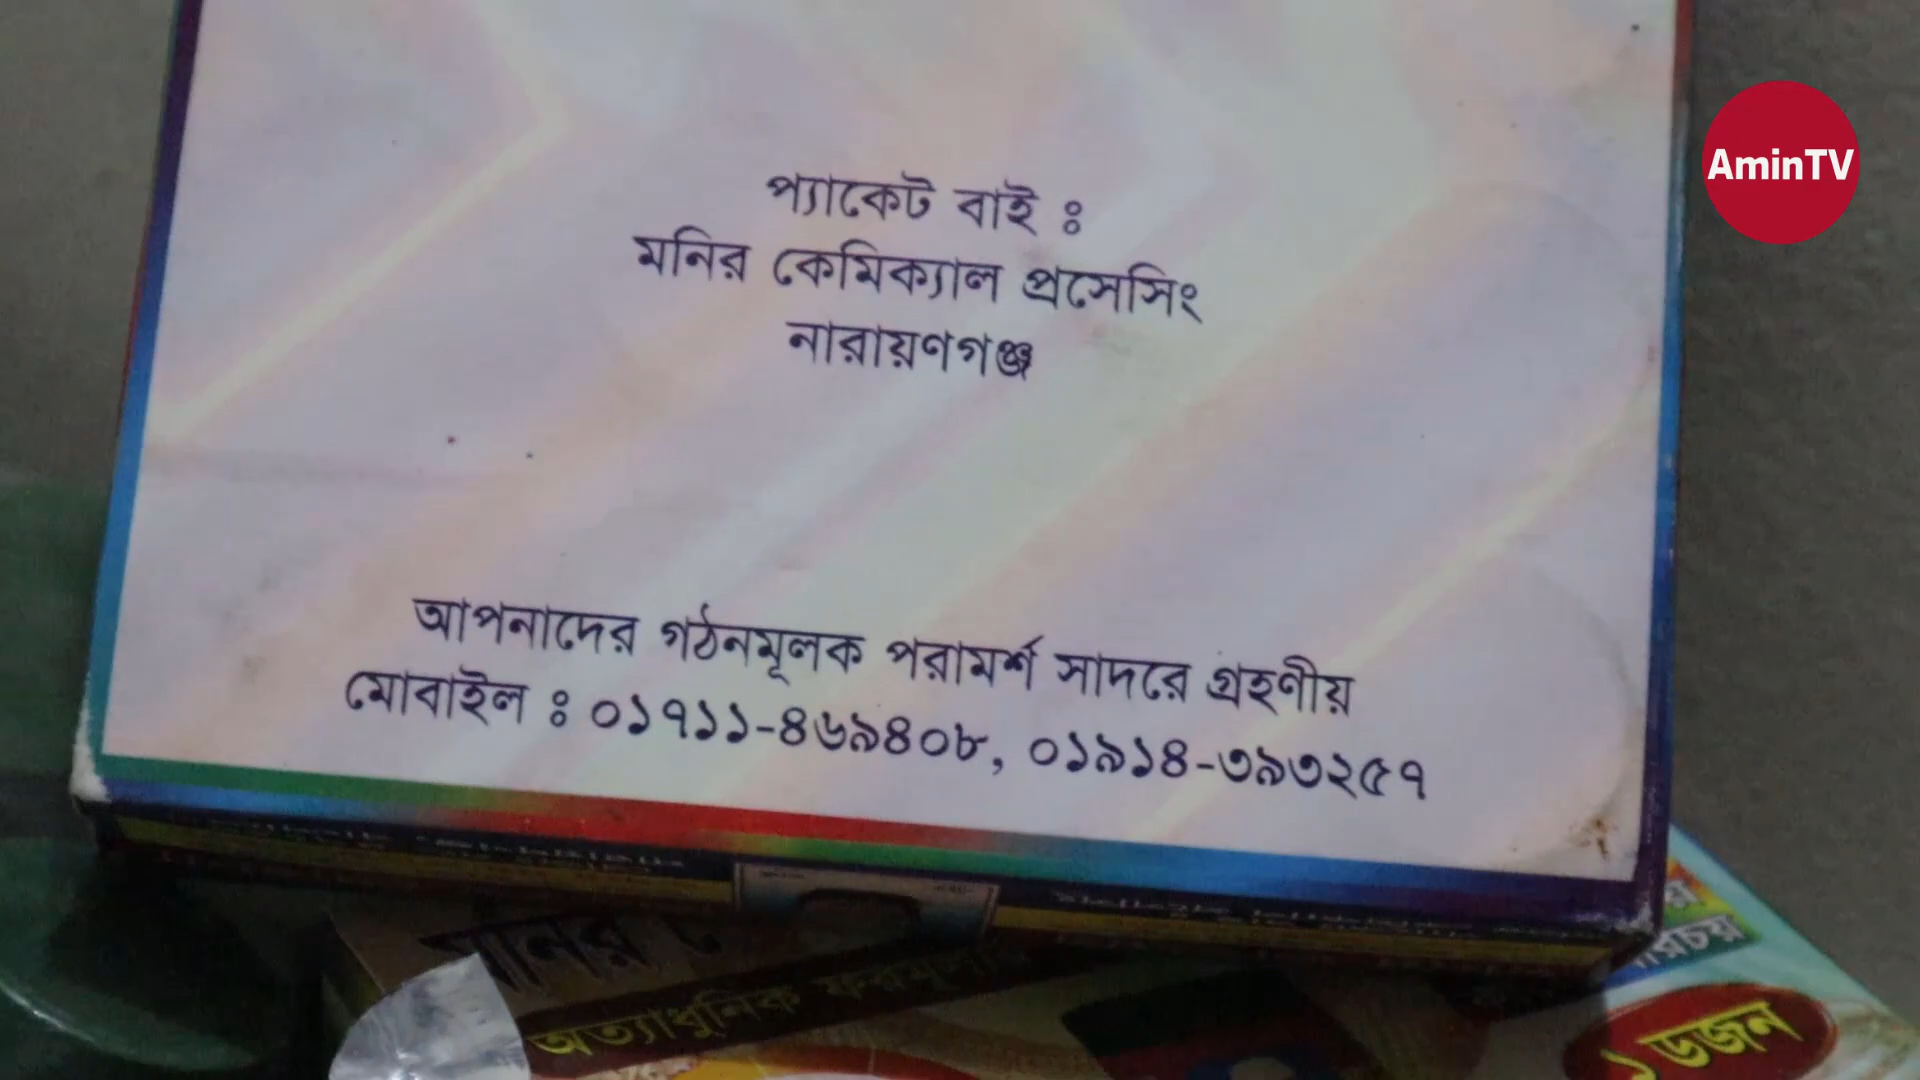 AminTV
প্যাকেট বাই ঃ
মনির কেমিক্যাল প্রসেসিং
নারায়ণগঞ্জ
আপনাদের গঠনমূলক পরামর্শ সাদরে গ্রহণীয়
মোবাইল ঃ ০১৭১১-৪৬৯৪০৮, ০১৯১৪-৩৯৩২৫৭
অত্যাধুনিক
১ ডজন